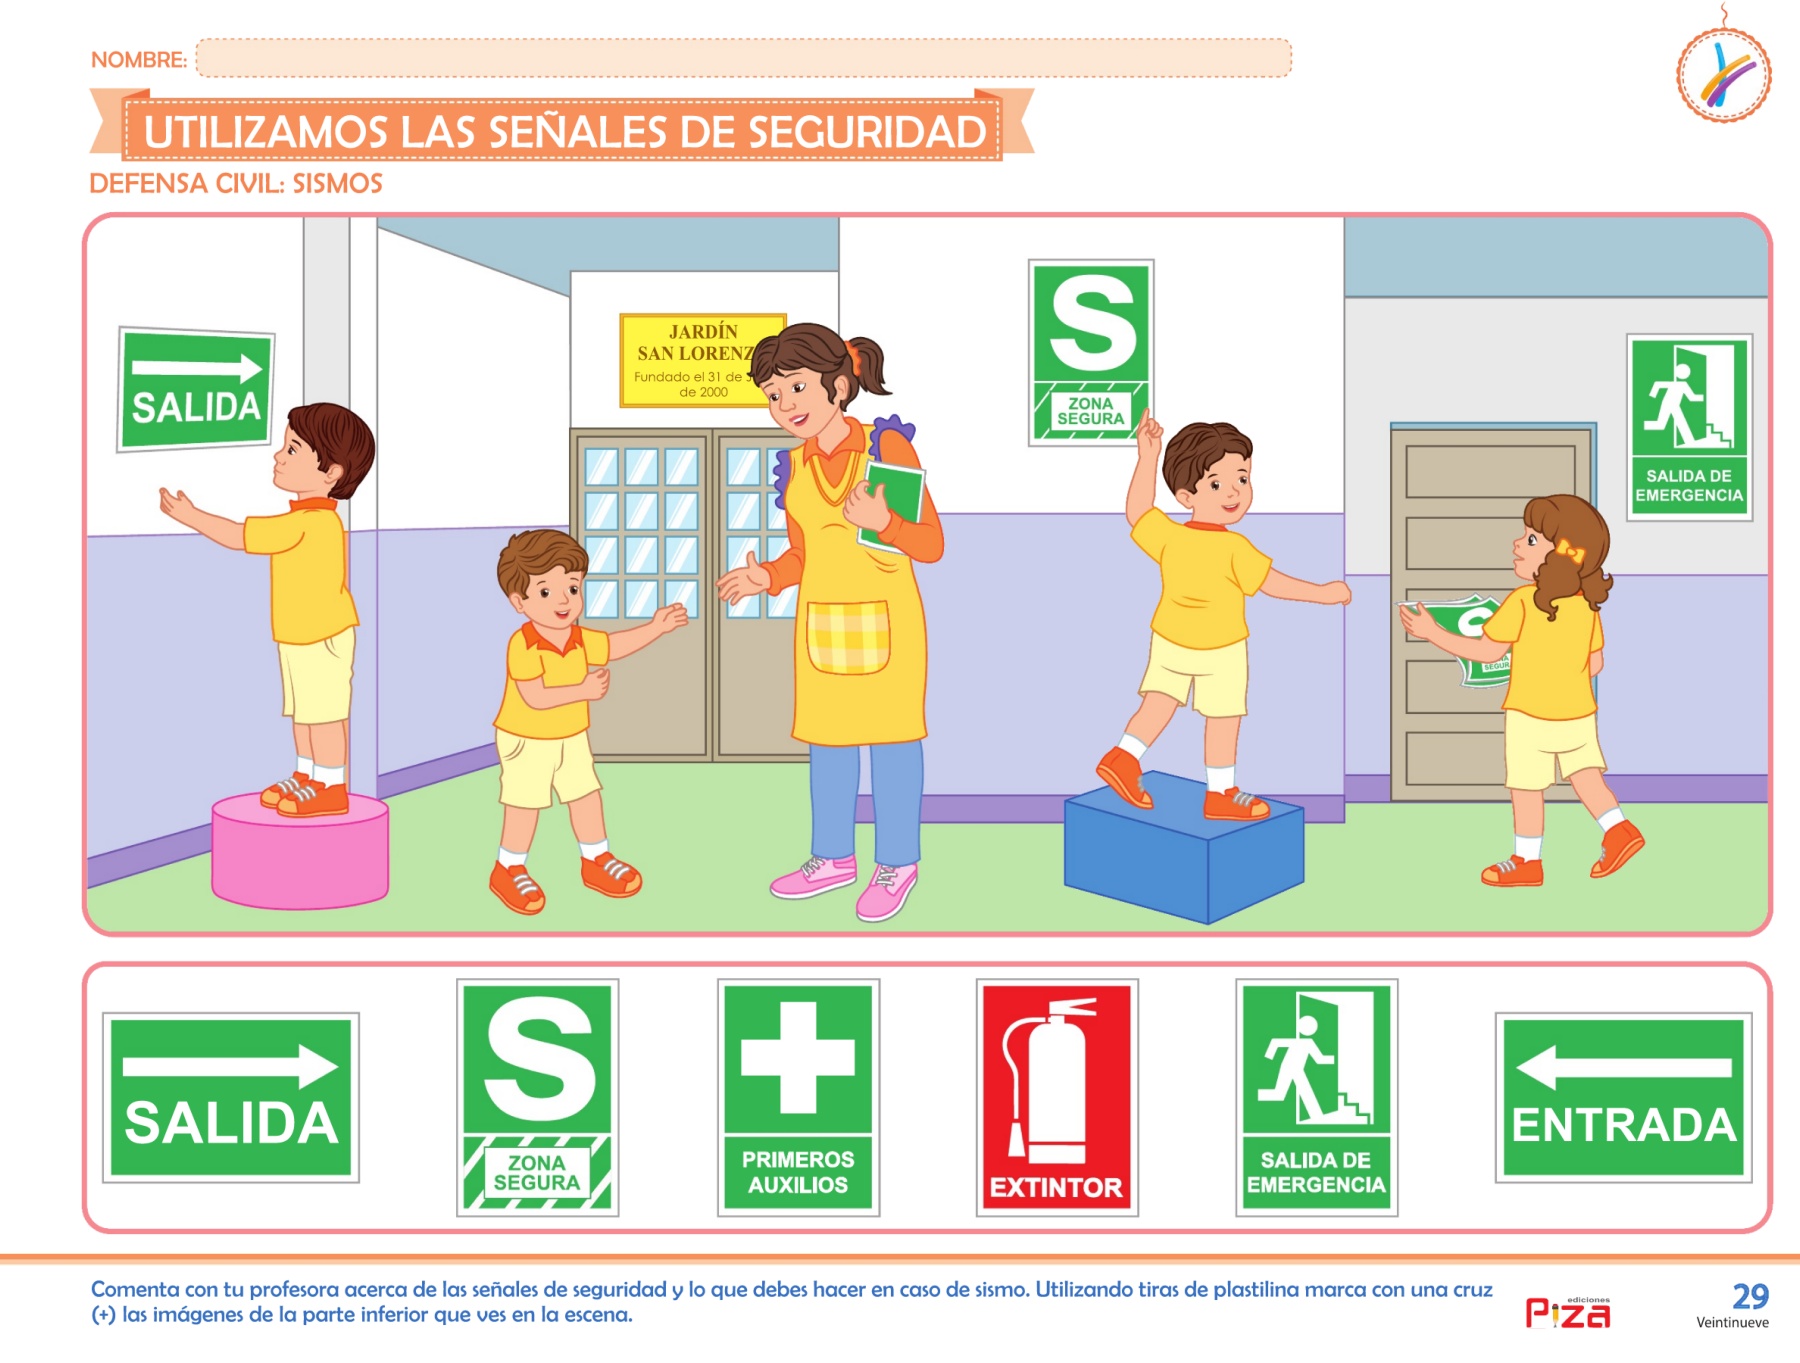 NOMBRE:
UTILIZAMOS LAS SEÑALES DE SEGURIDAD
DEFENSA CIVIL: SISMOS
SALIDA
JARDÍN
SAN LORENZ
Fundado el 31 de J
de 2000
S
ZONA
SEGURA
SALIDA DE
EMERGENCIA
S
SEGUR
SALIDA
S
ZONA
SEGURA
PRIMEROS
AUXILIOS
EXTINTOR
SALIDA DE
EMERGENCIA
ENTRADA
Comenta con tu profesora acerca de las señales de seguridad y lo que debes hacer en caso de sismo. Utilizando tiras de plastilina marca con una cruz
(+) las imágenes de la parte inferior que ves en la escena.
ediciones
Piza
29
Veintinueve